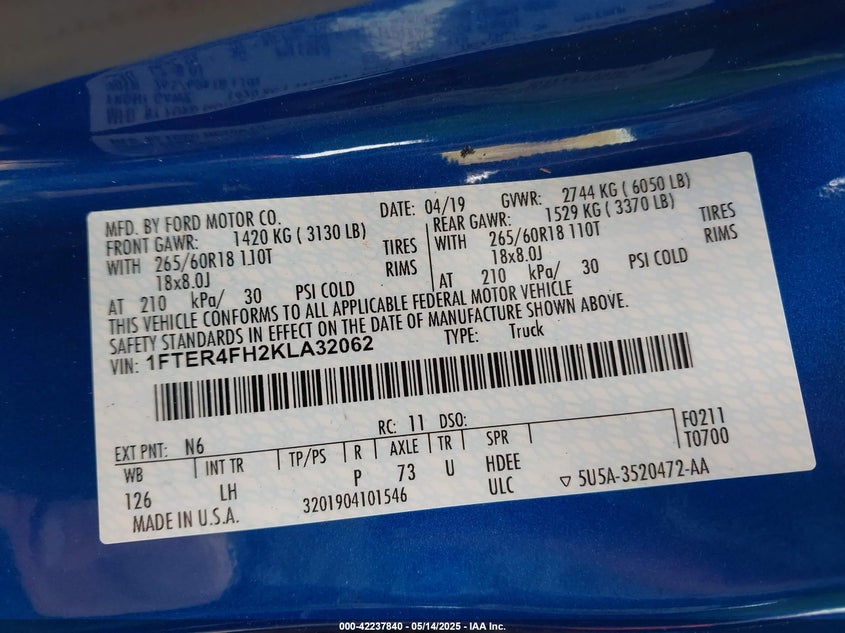 MFD. BY FORD MOTOR CO. DATE: 04/19 GVWR: 2744 KG ( 6050 LB)
FRONT GAWR: 1420 KG ( 3130 LB) REAR GAWR: 1529 KG ( 3370 LB)
WITH 265/60R18 110T TIRES WITH 265/60R18 110T TIRES
18x8.0J RIMS 18x8.0J RIMS
AT 210 kPa/ 30 PSI COLD AT 210 kPa/ 30 PSI COLD
THIS VEHICLE CONFORMS TO ALL APPLICABLE FEDERAL MOTOR VEHICLE
SAFETY STANDARDS IN EFFECT ON THE DATE OF MANUFACTURE SHOWN ABOVE.
VIN: 1FTER4FH2KLA32062 TYPE: Truck
RC: 11 DSO: F0211
EXT PNT: N6 T0700
WB INT TR TP/PS R AXLE TR SPR
126 LH P 73 U HDEE
MADE IN U.S.A. 3201904101546 ULC ▽ 5U5A-3520472-AA
000-42237840 - 05/14/2025 - IAA Inc.